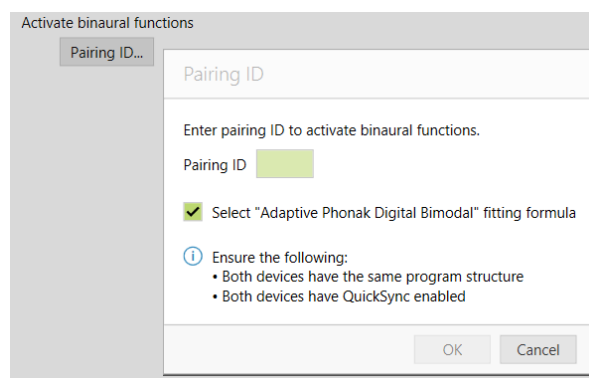 Activate binaural functions
Pairing ID...
Pairing ID
Enter pairing ID to activate binaural functions.
Pairing ID
Select "Adaptive Phonak Digital Bimodal" fitting formula
Ensure the following:
• Both devices have the same program structure
• Both devices have QuickSync enabled
OK
Cancel